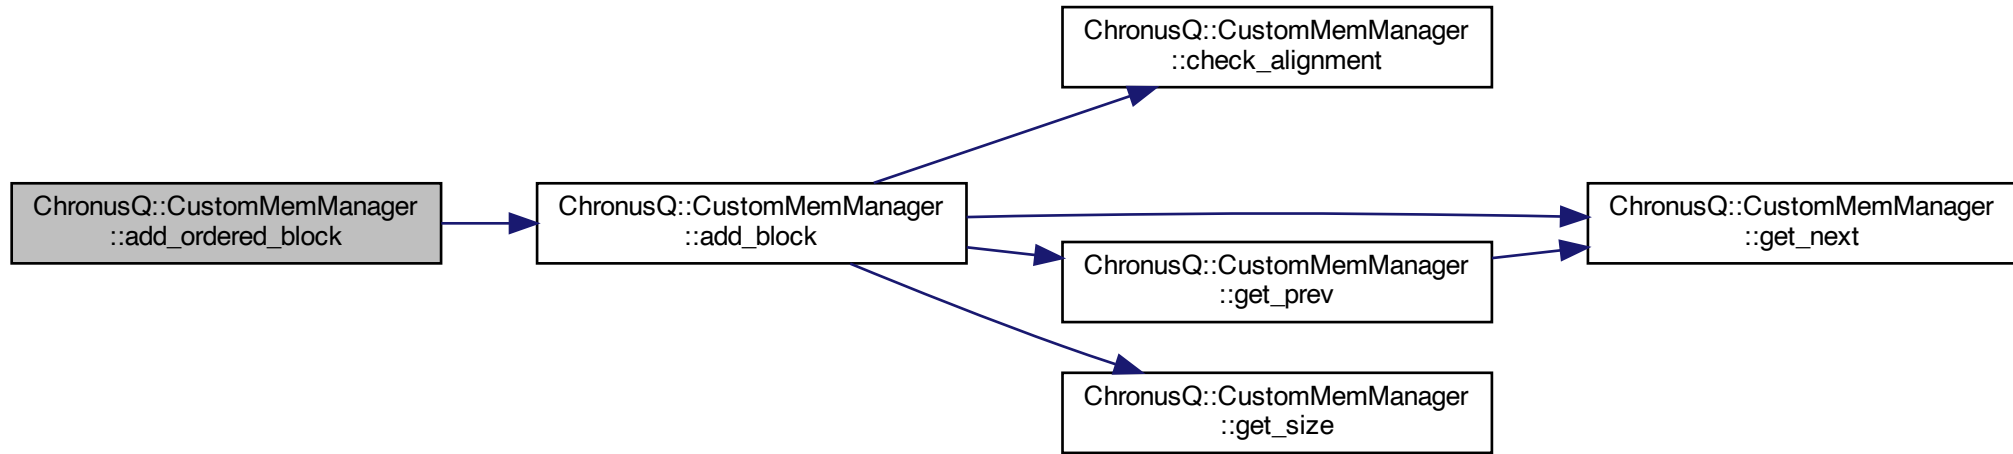 ChronusQ::CustomMemManager
::add_ordered_block
ChronusQ::CustomMemManager
::add_block
ChronusQ::CustomMemManager
::check_alignment
ChronusQ::CustomMemManager
::get_next
ChronusQ::CustomMemManager
::get_prev
ChronusQ::CustomMemManager
::get_size